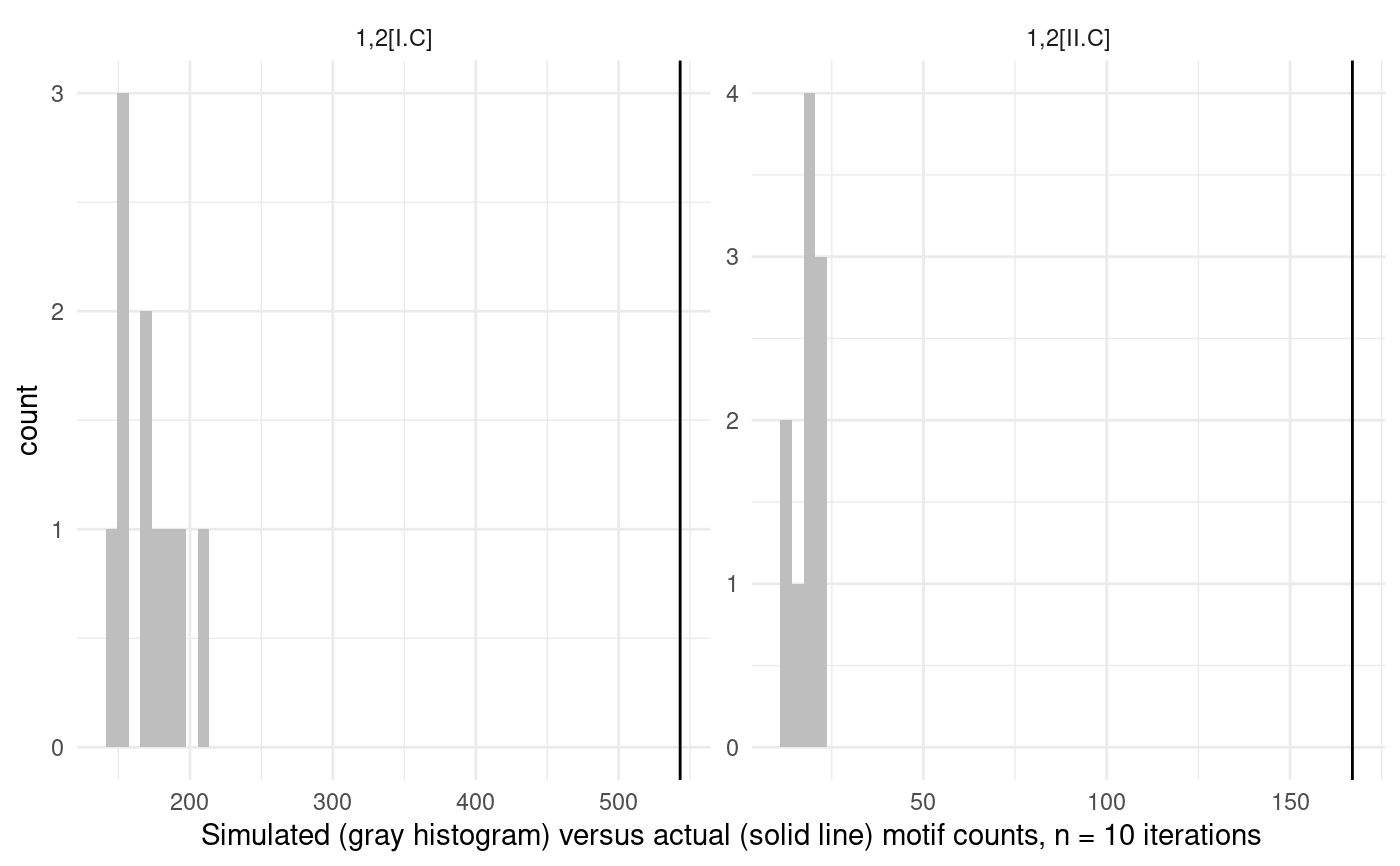 1,2[I.C]
1,2[II.C]
3
2
1
0
4
3
2
1
0
count
200 300 400 500
50 100 150
Simulated (gray histogram) versus actual (solid line) motif counts, n = 10 iterations